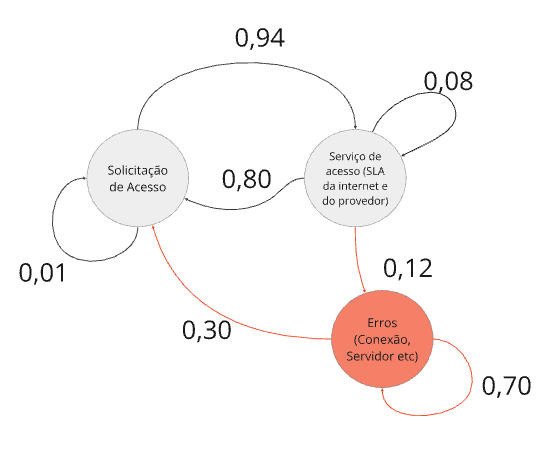 0,94
0,08
Solicitação
de Acesso
Serviço de
acesso (SLA
da internet e
do provedor)
0,80
0,01
0,12
0,30
Erros
(Conexão,
Servidor etc)
0,70